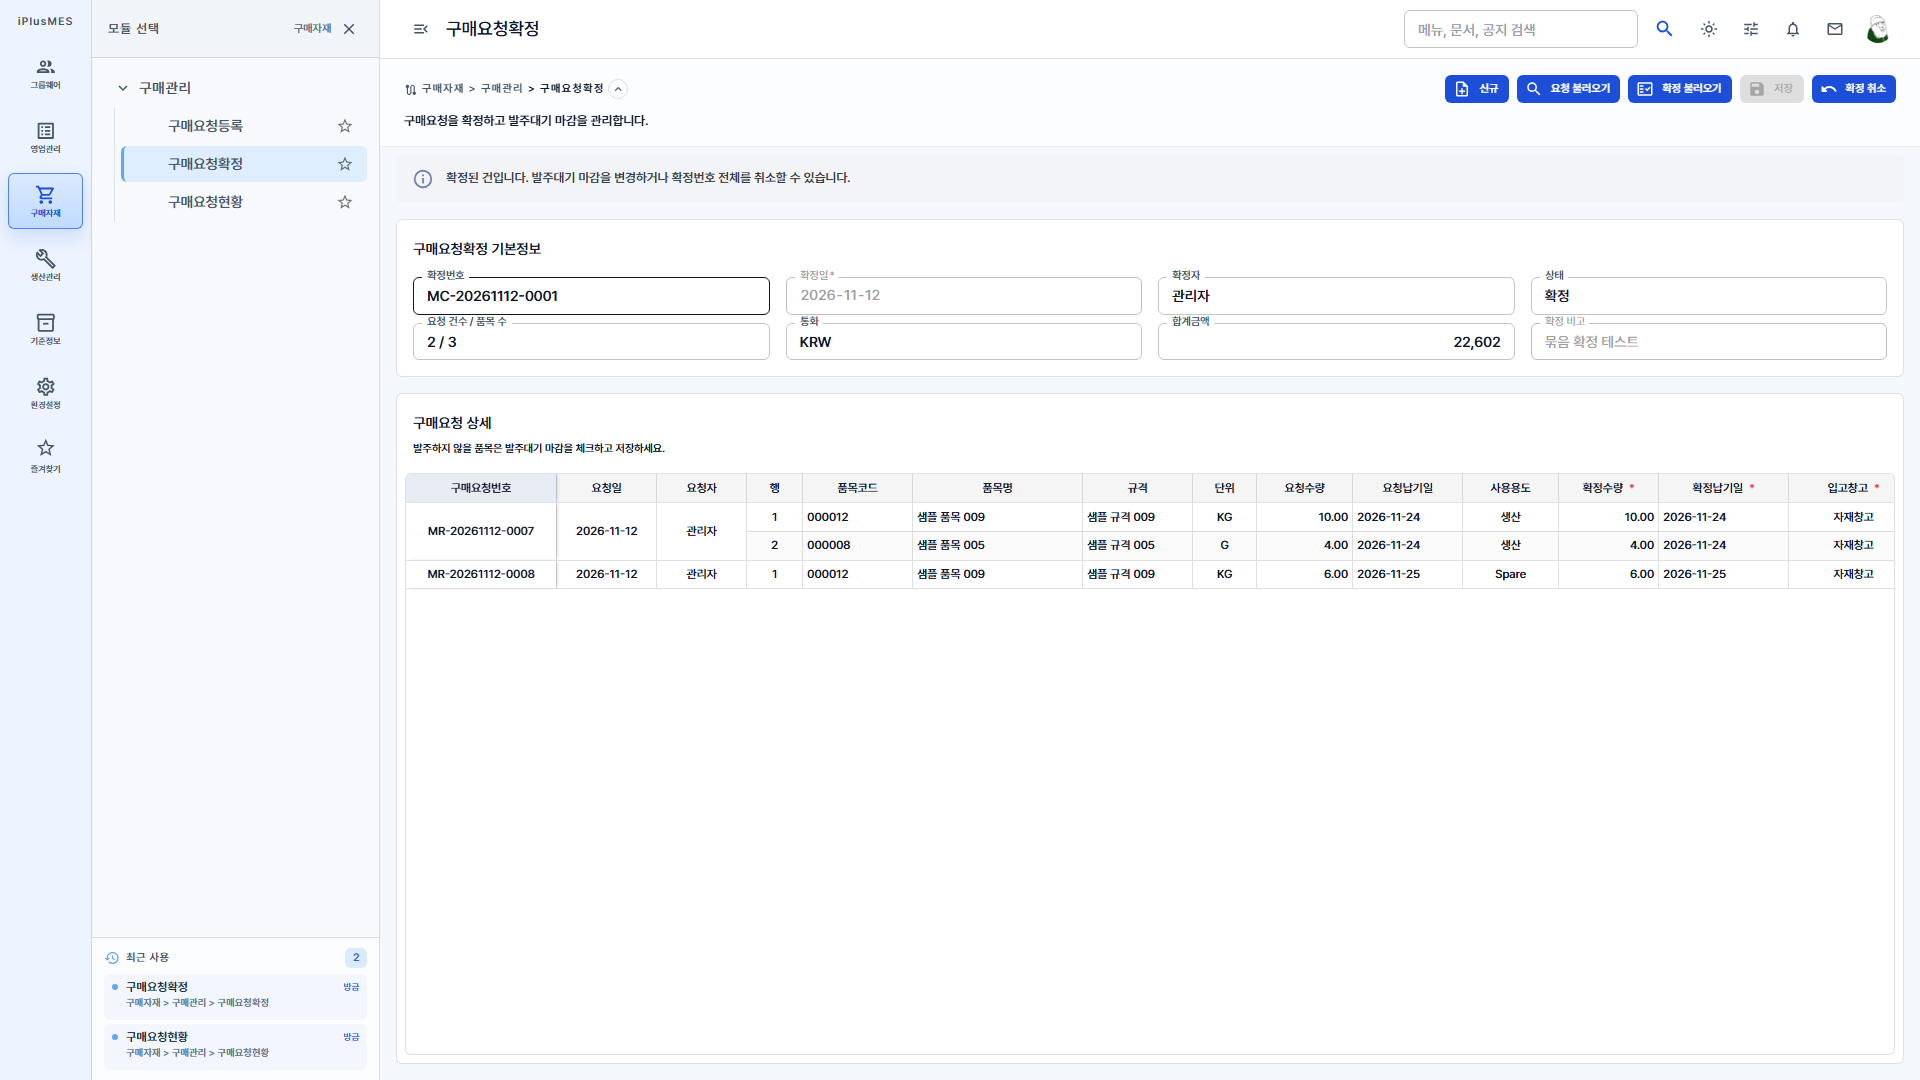 iPlusMES
그룹웨어
영업관리
구매자재
생산관리
기준정보
환경설정
즐겨찾기
모듈 선택
구매자재
구매관리
구매요청등록
구매요청확정
구매요청현황
최근 사용
2
구매요청확정
방금
구매자재 > 구매관리 > 구매요청확정
구매요청현황
방금
구매자재 > 구매관리 > 구매요청현황
구매요청확정
메뉴, 문서, 공지 검색
구매자재 > 구매관리 > 구매요청확정
구매요청을 확정하고 발주대기 마감을 관리합니다.
신규
요청 불러오기
확정 불러오기
저장
확정 취소
확정된 건입니다. 발주대기 마감을 변경하거나 확정번호 전체를 취소할 수 있습니다.
구매요청확정 기본정보
확정번호
MC-20261112-0001
확정일*
2026-11-12
확정자
관리자
상태
확정
요청 건수 / 품목 수
2 / 3
통화
KRW
합계금액
22,602
확정 비고
묶음 확정 테스트
구매요청 상세
발주하지 않을 품목은 발주대기 마감을 체크하고 저장하세요.
구매요청번호 요청일 요청자 행 품목코드 품목명 규격 단위 요청수량 요청납기일 사용용도 확정수량 * 확정납기일 * 입고창고 *
MR-20261112-0007 2026-11-12 관리자 1 000012 샘플 품목 009 샘플 규격 009 KG 10.00 2026-11-24 생산 10.00 2026-11-24 자재창고
2 000008 샘플 품목 005 샘플 규격 005 G 4.00 2026-11-24 생산 4.00 2026-11-24 자재창고
MR-20261112-0008 2026-11-12 관리자 1 000012 샘플 품목 009 샘플 규격 009 KG 6.00 2026-11-25 Spare 6.00 2026-11-25 자재창고